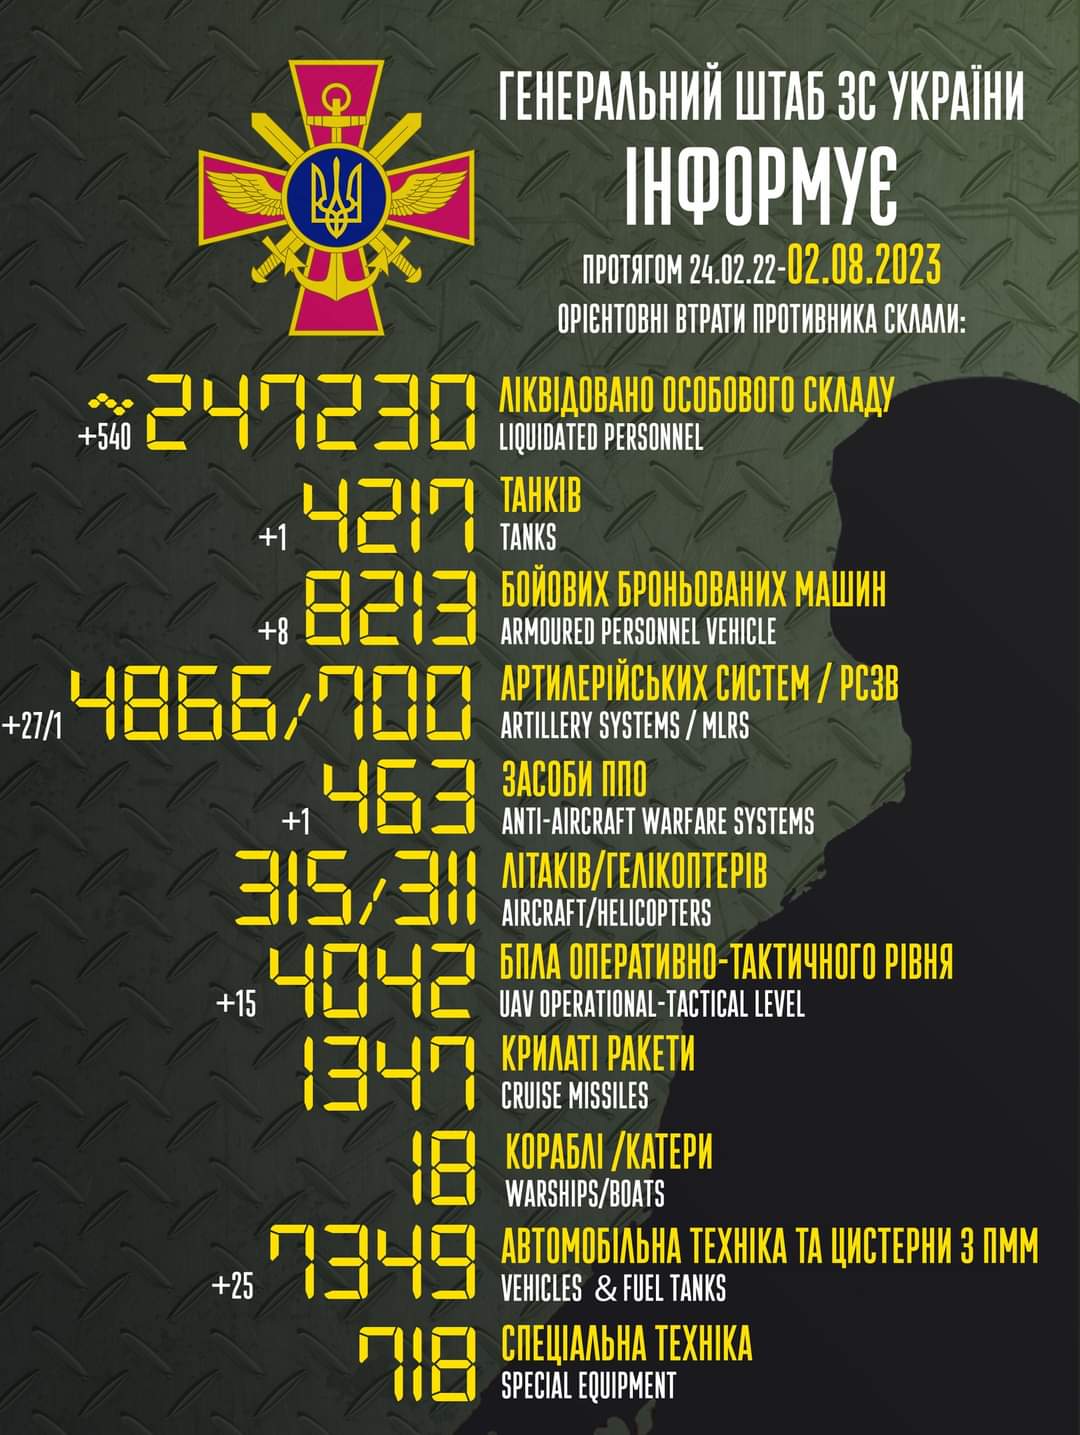 ГЕНЕРАЛЬНИЙ ШТАБ ЗС УКРАЇНИ
ІНФОРМУЄ
ПРОТЯГОМ 24.02.22-02.08.2023
ОРІЄНТОВНІ ВТРАТИ ПРОТИВНИКА СКЛАЛИ:
≈247230 ЛІКВІДОВАНО ОСОБОВОГО СКЛАДУ
+540 LIQUIDATED PERSONNEL
4217 ТАНКІВ
+1 TANKS
8213 БОЙОВИХ БРОНЬОВАНИХ МАШИН
+8 ARMOURED PERSONNEL VEHICLE
4866/700 АРТИЛЕРІЙСЬКИХ СИСТЕМ / РСЗВ
+27/1 ARTILLERY SYSTEMS / MLRS
463 ЗАСОБИ ППО
+1 ANTI-AIRCRAFT WARFARE SYSTEMS
315/311 ЛІТАКІВ/ГЕЛІКОПТЕРІВ
AIRCRAFT/HELICOPTERS
4042 БПЛА ОПЕРАТИВНО-ТАКТИЧНОГО РІВНЯ
+15 UAV OPERATIONAL-TACTICAL LEVEL
1347 КРИЛАТІ РАКЕТИ
CRUISE MISSILES
18 КОРАБЛІ /КАТЕРИ
WARSHIPS/BOATS
7349 АВТОМОБІЛЬНА ТЕХНІКА ТА ЦИСТЕРНИ З ПММ
+25 VEHICLES & FUEL TANKS
718 СПЕЦІАЛЬНА ТЕХНІКА
SPECIAL EQUIPMENT